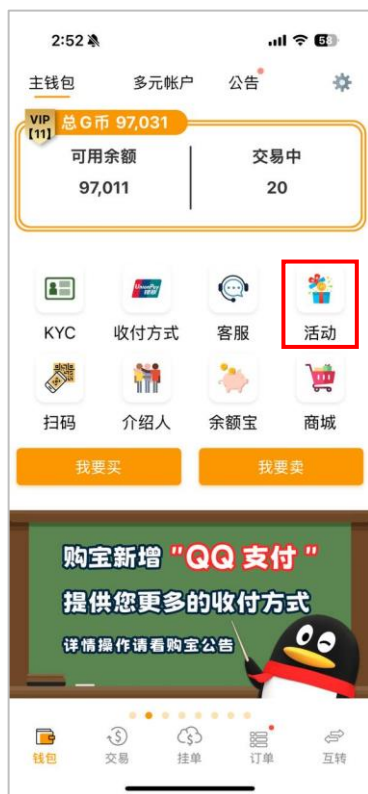 2:52
58
主钱包 多元帐户 公告
VIP
【11】
总G币 97,031
可用余额 交易中
97,011 20
KYC 收付方式 客服 活动
扫码 介绍人 余额宝 商城
我要买 我要卖
购宝新增"QQ 支付"
提供您更多的收付方式
详情操作请看购宝公告
钱包 交易 挂单 订单 互转